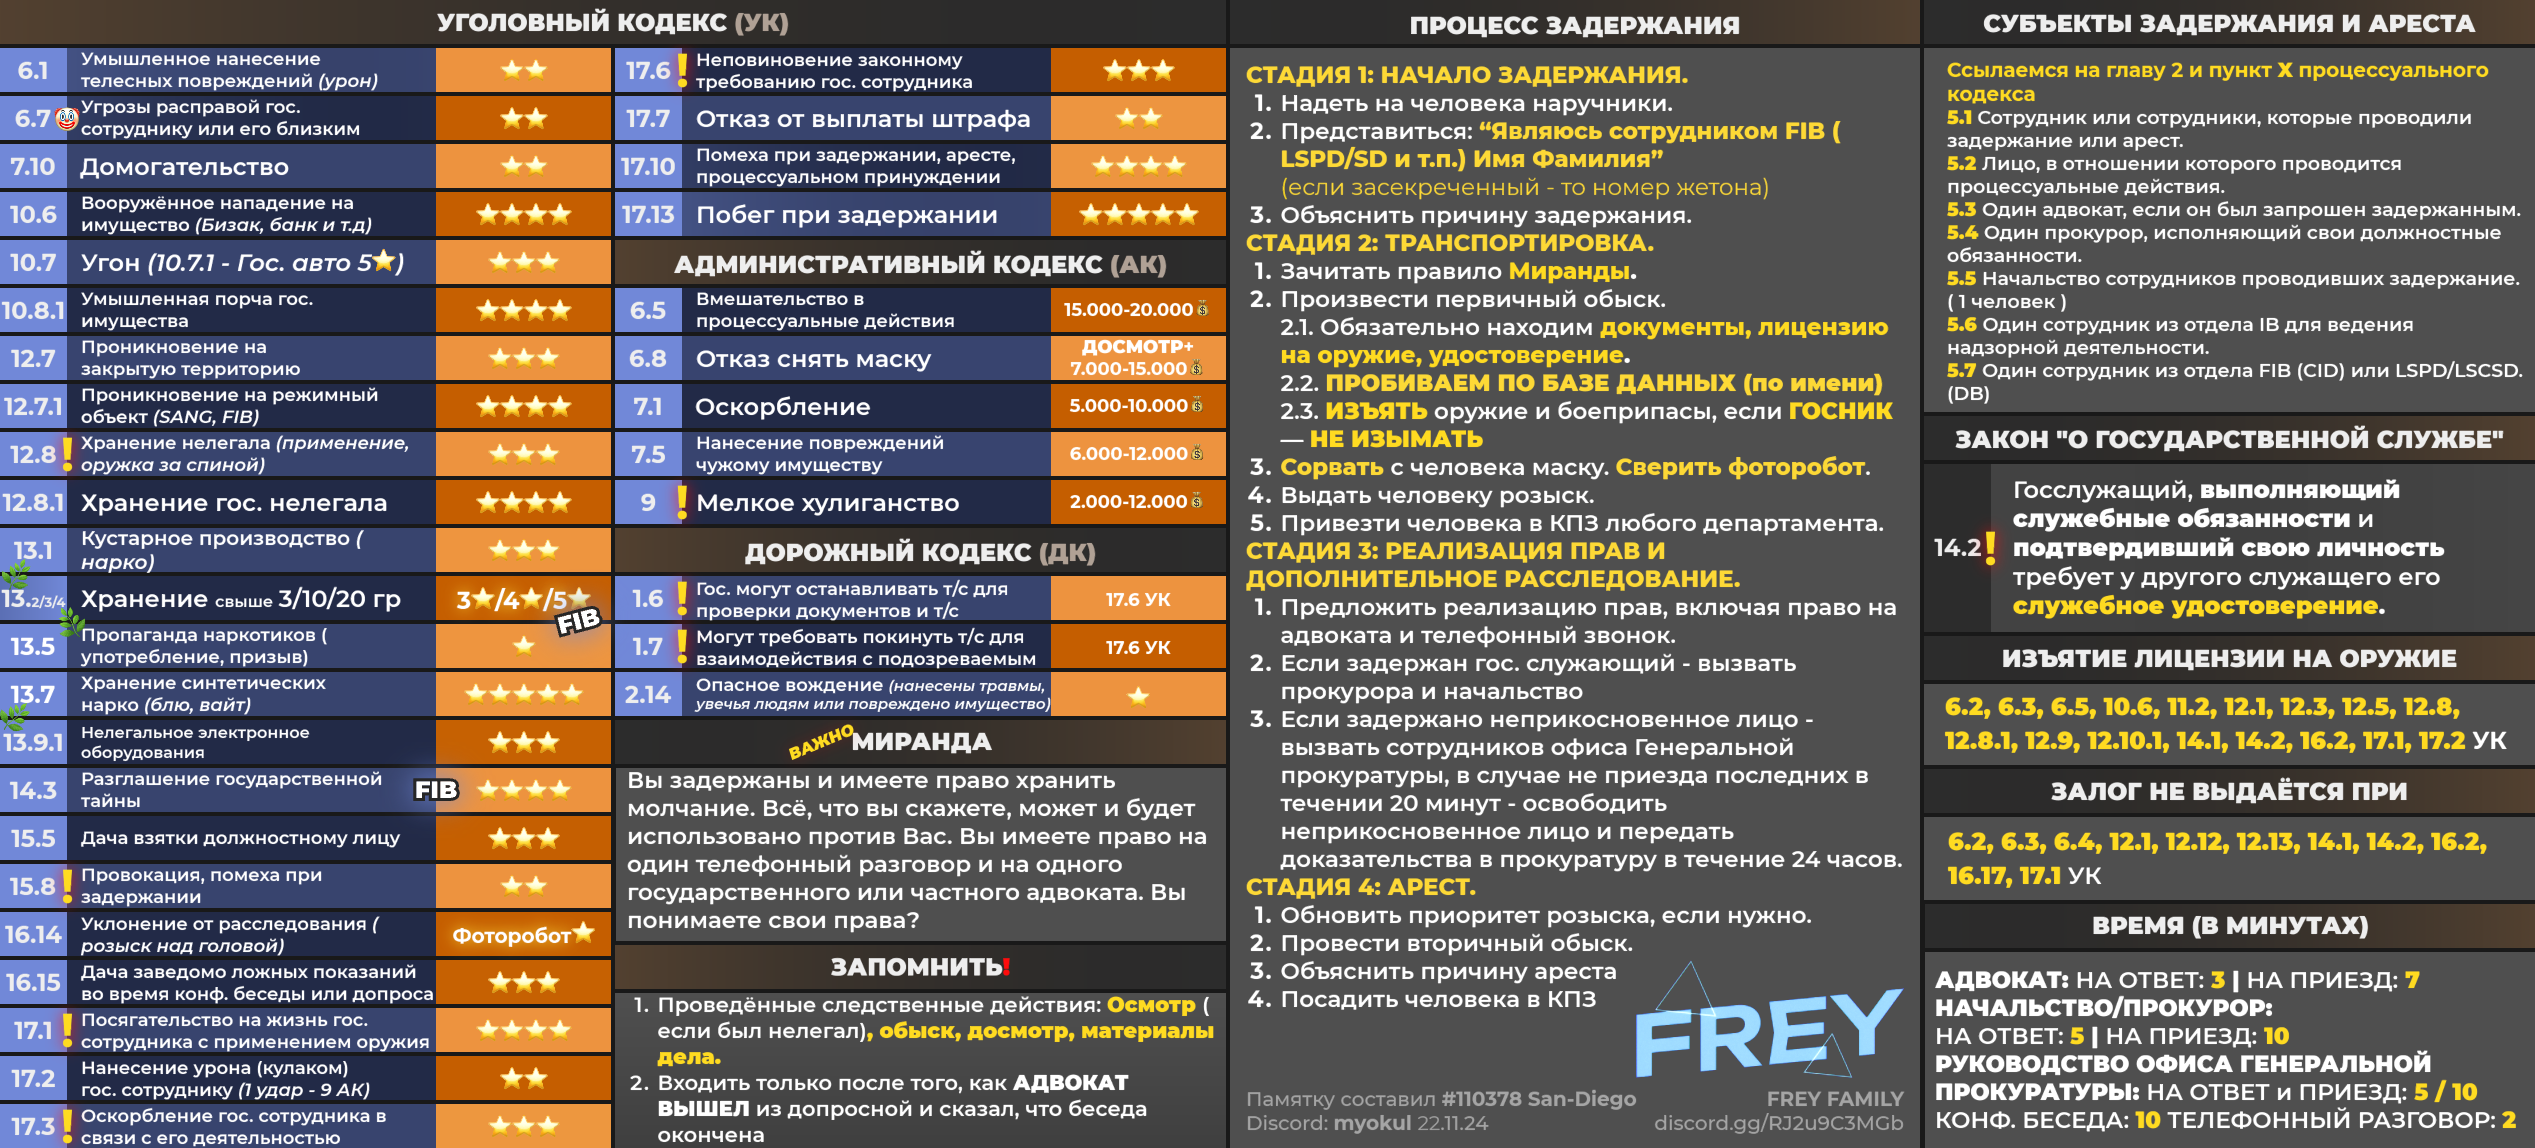 УГОЛОВНЫЙ КОДЕКС (УК)
6.1 Умышленное нанесение
телесных повреждений (урон)
6.7 Угрозы расправой гос.
сотруднику или его близким
7.10 Домогательство
10.6 Вооружённое нападение на
имущество (Бизак, банк и т.д)
10.7 Угон (10.7.1 - Гос. авто 5⭐)
10.8.1 Умышленная порча гос.
имущества
12.7 Проникновение на
закрытую территорию
12.7.1 Проникновение на режимный
объект (SANG, FIB)
12.8 Хранение нелегала (применение,
оружка за спиной)
12.8.1 Хранение гос. нелегала
13.1 Кустарное производство (
нарко)
13.2/3/4 Хранение свыше 3/10/20 гр 3⭐/4⭐/5⭐
FIB
13.5 Пропаганда наркотиков (
употребление, призыв)
13.7 Хранение синтетических
нарко (блю, вайт)
13.9.1 Нелегальное электронное
оборудования
14.3 Разглашение государственной
тайны
FIB
15.5 Дача взятки должностному лицу
15.8 Провокация, помеха при
задержании
16.14 Уклонение от расследования (
розыск над головой)
Фоторобот⭐
16.15 Дача заведомо ложных показаний
во время конф. беседы или допроса
17.1 Посягательство на жизнь гос.
сотрудника с применением оружия
17.2 Нанесение урона (кулаком)
гос. сотруднику (1 удар - 9 АК)
17.3 Оскорбление гос. сотрудника в
связи с его деятельностью
17.6 Неповиновение законному
требованию гос. сотрудника
17.7 Отказ от выплаты штрафа
17.10 Помеха при задержании, аресте,
процессуальном принуждении
17.13 Побег при задержании
АДМИНИСТРАТИВНЫЙ КОДЕКС (АК)
6.5 Вмешательство в
процессуальные действия
15.000-20.000
6.8 Отказ снять маску
ДОСМОТР+
7.000-15.000
7.1 Оскорбление 5.000-10.000
7.5 Нанесение повреждений
чужому имуществу
6.000-12.000
9 Мелкое хулиганство 2.000-12.000
ДОРОЖНЫЙ КОДЕКС (ДК)
1.6 Гос. могут останавливать т/с для
проверки документов и т/с
17.6 УК
1.7 Могут требовать покинуть т/с для
взаимодействия с подозреваемым
17.6 УК
2.14 Опасное вождение (нанесены травмы,
увечья людям или повреждено имущество)
ВАЖНО
МИРАНДА
Вы задержаны и имеете право хранить
молчание. Всё, что вы скажете, может и будет
использовано против Вас. Вы имеете право на
один телефонный разговор и на одного
государственного или частного адвоката. Вы
понимаете свои права?
ЗАПОМНИТЬ!
1. Проведённые следственные действия: Осмотр (
если был нелегал), обыск, досмотр, материалы
дела.
2. Входить только после того, как АДВОКАТ
ВЫШЕЛ из допросной и сказал, что беседа
окончена
ПРОЦЕСС ЗАДЕРЖАНИЯ
СТАДИЯ 1: НАЧАЛО ЗАДЕРЖАНИЯ.
1. Надеть на человека наручники.
2. Представиться: “Являюсь сотрудником FIB (
LSPD/SD и т.п.) Имя Фамилия”
(если засекреченный - то номер жетона)
3. Объяснить причину задержания.
СТАДИЯ 2: ТРАНСПОРТИРОВКА.
1. Зачитать правило Миранды.
2. Произвести первичный обыск.
2.1. Обязательно находим документы, лицензию
на оружие, удостоверение.
2.2. ПРОБИВАЕМ ПО БАЗЕ ДАННЫХ (по имени)
2.3. ИЗЪЯТЬ оружие и боеприпасы, если ГОСНИК
— НЕ ИЗЫМАТЬ
3. Сорвать с человека маску. Сверить фоторобот.
4. Выдать человеку розыск.
5. Привезти человека в КПЗ любого департамента.
СТАДИЯ 3: РЕАЛИЗАЦИЯ ПРАВ И
ДОПОЛНИТЕЛЬНОЕ РАССЛЕДОВАНИЕ.
1. Предложить реализацию прав, включая право на
адвоката и телефонный звонок.
2. Если задержан гос. служающий - вызвать
прокурора и начальство
3. Если задержано неприкосновенное лицо -
вызвать сотрудников офиса Генеральной
прокуратуры, в случае не приезда последних в
течении 20 минут - освободить
неприкосновенное лицо и передать
доказательства в прокуратуру в течение 24 часов.
СТАДИЯ 4: АРЕСТ.
1. Обновить приоритет розыска, если нужно.
2. Провести вторичный обыск.
3. Объяснить причину ареста
4. Посадить человека в КПЗ
FREY
Памятку составил #110378 San-Diego
Discord: myokul 22.11.24
FREY FAMILY
discord.gg/RJ2u9C3MGb
СУБЪЕКТЫ ЗАДЕРЖАНИЯ И АРЕСТА
Ссылаемся на главу 2 и пункт X процессуального
кодекса
5.1 Сотрудник или сотрудники, которые проводили
задержание или арест.
5.2 Лицо, в отношении которого проводится
процессуальные действия.
5.3 Один адвокат, если он был запрошен задержанным.
5.4 Один прокурор, исполняющий свои должностные
обязанности.
5.5 Начальство сотрудников проводивших задержание.
( 1 человек )
5.6 Один сотрудник из отдела IB для ведения
надзорной деятельности.
5.7 Один сотрудник из отдела FIB (CID) или LSPD/LSCSD.
(DB)
ЗАКОН "О ГОСУДАРСТВЕННОЙ СЛУЖБЕ"
14.2 Госслужащий, выполняющий
служебные обязанности и
подтвердивший свою личность
требует у другого служащего его
служебное удостоверение.
ИЗЪЯТИЕ ЛИЦЕНЗИИ НА ОРУЖИЕ
6.2, 6.3, 6.5, 10.6, 11.2, 12.1, 12.3, 12.5, 12.8,
12.8.1, 12.9, 12.10.1, 14.1, 14.2, 16.2, 17.1, 17.2 УК
ЗАЛОГ НЕ ВЫДАЁТСЯ ПРИ
6.2, 6.3, 6.4, 12.1, 12.12, 12.13, 14.1, 14.2, 16.2,
16.17, 17.1 УК
ВРЕМЯ (В МИНУТАХ)
АДВОКАТ: НА ОТВЕТ: 3 | НА ПРИЕЗД: 7
НАЧАЛЬСТВО/ПРОКУРОР:
НА ОТВЕТ: 5 | НА ПРИЕЗД: 10
РУКОВОДСТВО ОФИСА ГЕНЕРАЛЬНОЙ
ПРОКУРАТУРЫ: НА ОТВЕТ и ПРИЕЗД: 5 / 10
КОНФ. БЕСЕДА: 10 ТЕЛЕФОННЫЙ РАЗГОВОР: 2